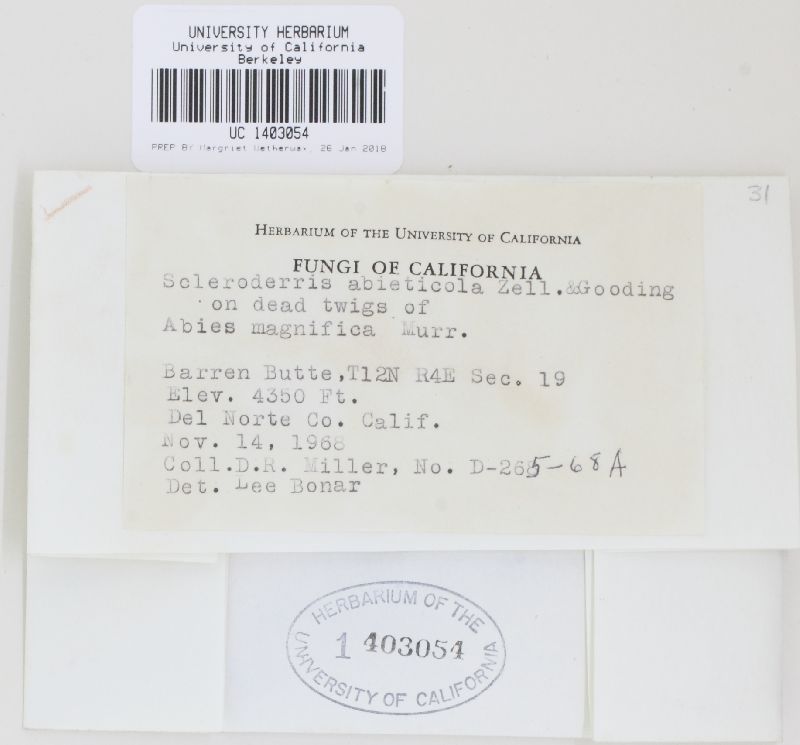 UNIVERSITY HERBARIUM
University of California
Berkeley
UC 1403054
PREP BY Margriet Wetherwax, 26 Jan 2018
31
HERBARIUM OF THE UNIVERSITY OF CALIFORNIA
FUNGI OF CALIFORNIA
Scleroderris abieticola Zell.&Gooding
on dead twigs of
Abies magnifica Murr.
Barren Butte,T12N R4E Sec. 19
Elev. 4350 Ft.
Del Norte Co. Calif.
Nov. 14, 1968
Coll.D.R. Miller, No. D-265-68A
Det. Lee Bonar
HERBARIUM OF THE
1403054
UNIVERSITY OF CALIFORNIA